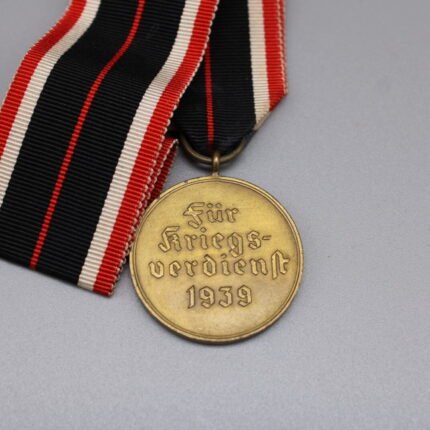 Für
Kriegs-
verdienst
1939